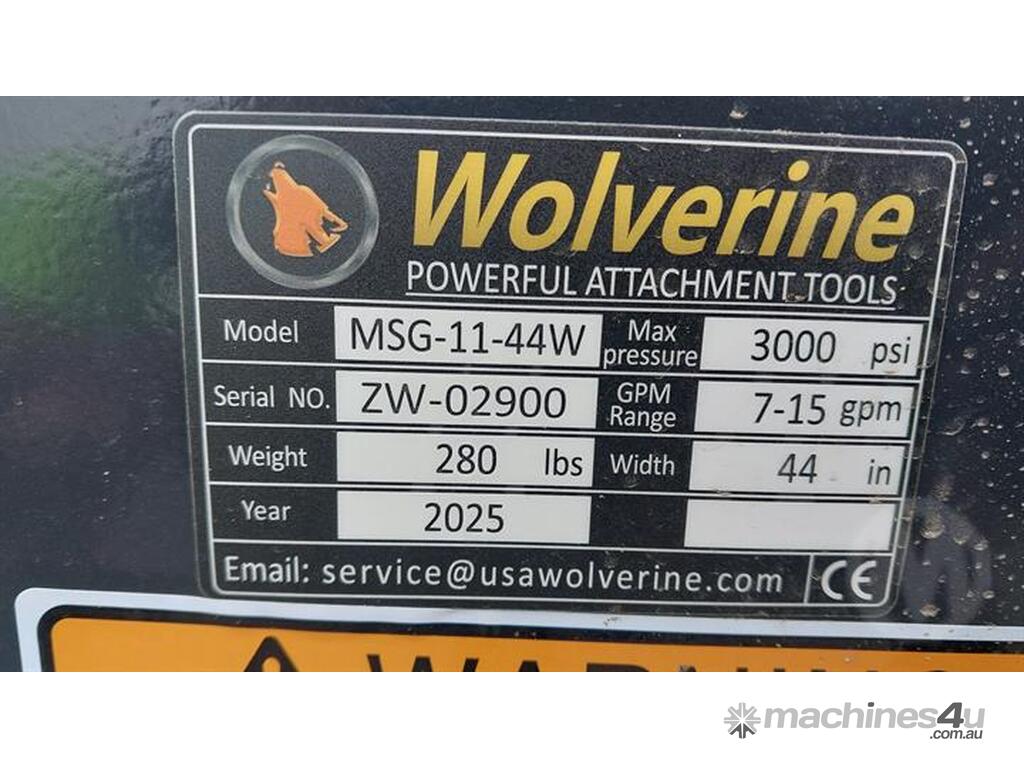 Wolverine
POWERFUL ATTACHMENT TOOLS
Model MSG-11-44W Max pressure 3000 psi
Serial NO. ZW-02900 GPM Range 7-15 gpm
Weight 280 lbs Width 44 in
Year 2025
Email: service@usawolverine.com CE
WARNING
machines4u
.com.au